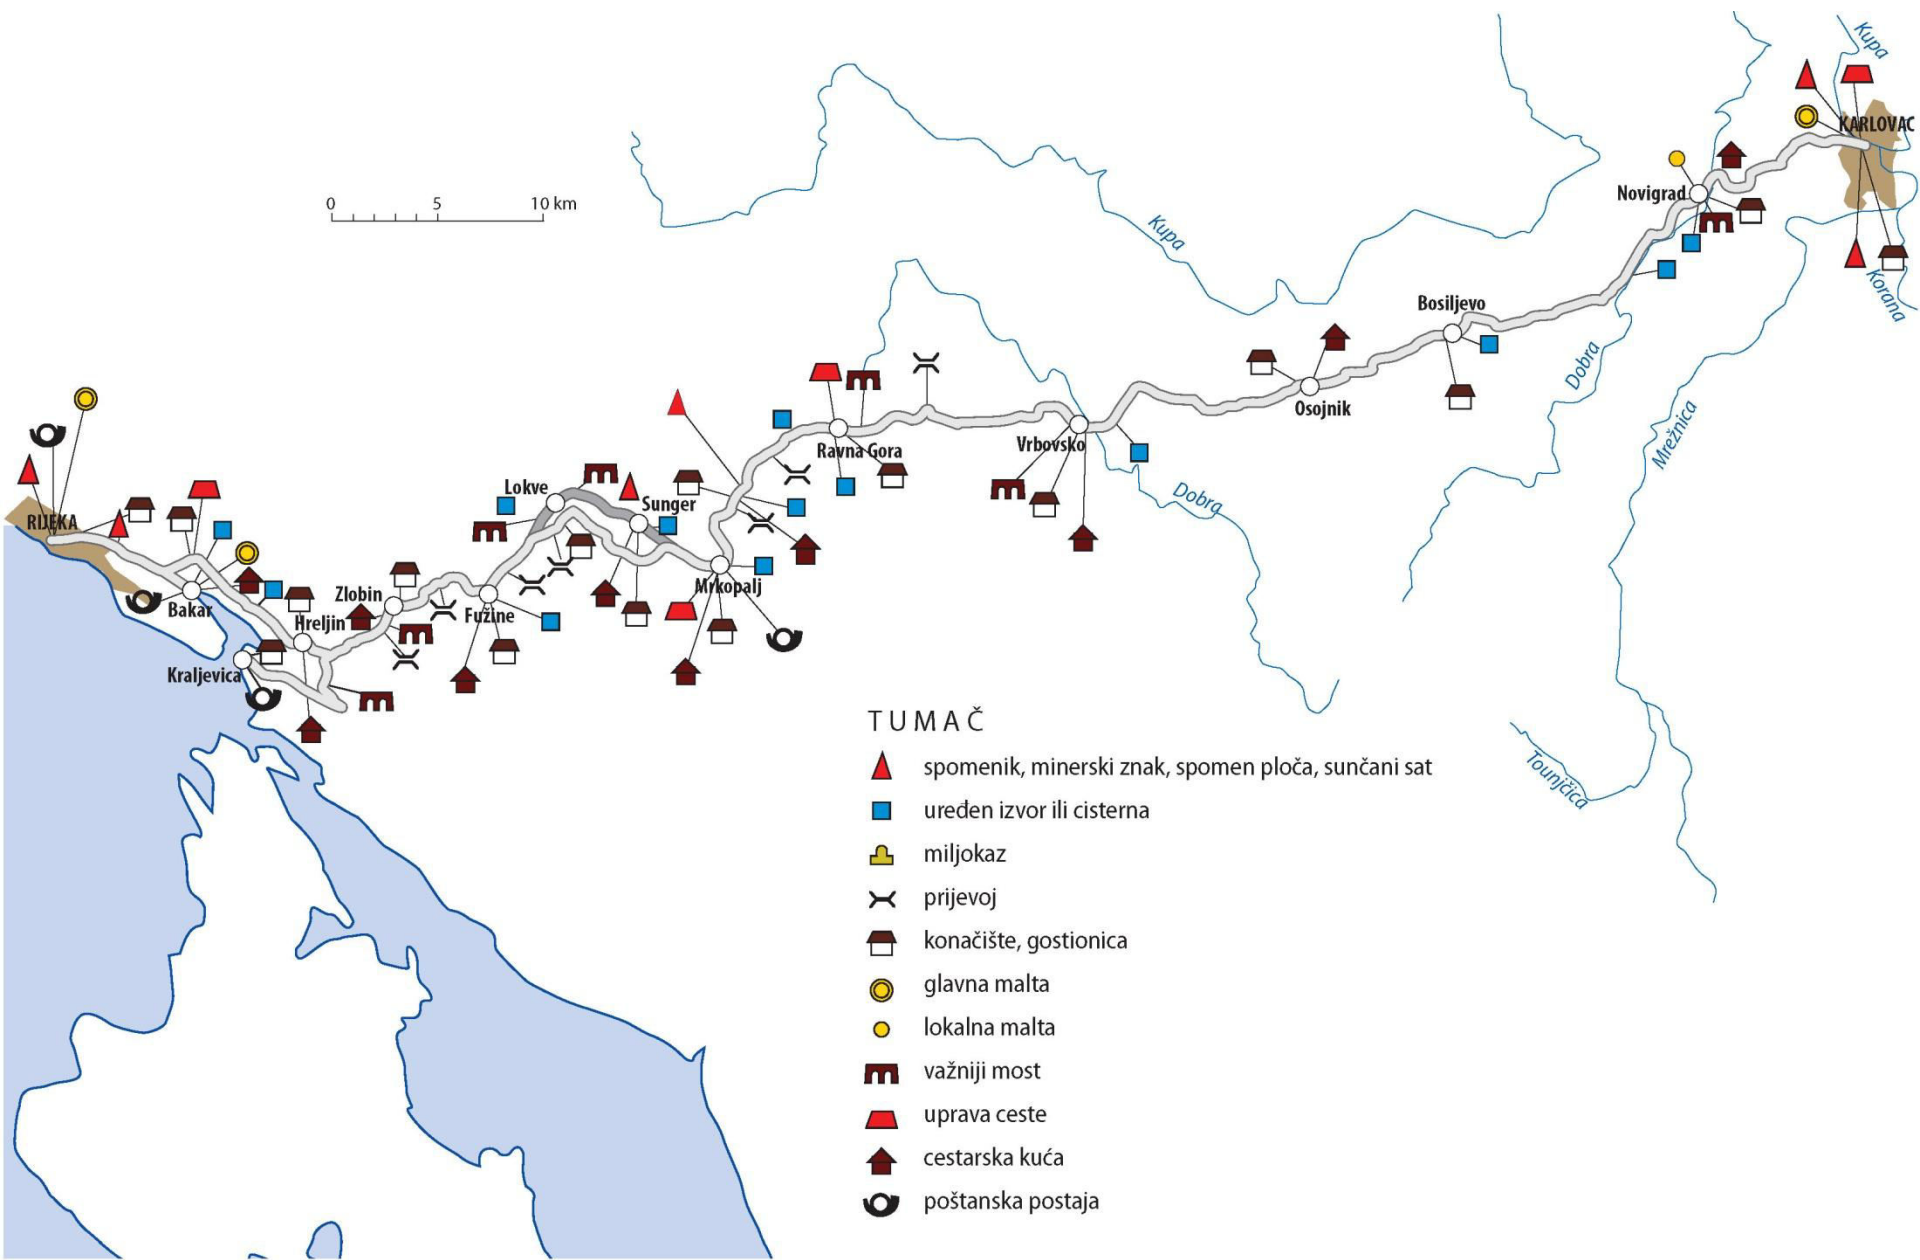 Kupa
KARLOVAC
Novigrad
0 5 10 km
Kupa
Korana
Bosiljevo
Dobra
Osojnik
Mrežnica
Ravna Gora
Vrbovsko
Dobra
Lokve
Sunger
RIJEKA
Mrkopalj
Zlobin
Fužine
Bakar
Hreljin
Kraljevica
Tounjčica
TUMAČ
spomenik, minerski znak, spomen ploča, sunčani sat
uređen izvor ili cisterna
miljokaz
prijevoj
konačište, gostionica
glavna malta
lokalna malta
važniji most
uprava ceste
cestarska kuća
poštanska postaja